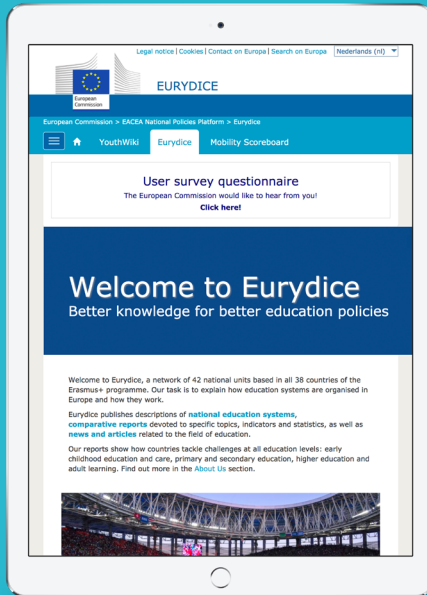 Legal notice | Cookies | Contact on Europa | Search on Europa Nederlands (nl)
European
Commission
EURYDICE
European Commission > EACEA National Policies Platform > Eurydice
YouthWiki Eurydice Mobility Scoreboard
User survey questionnaire
The European Commission would like to hear from you!
Click here!
Welcome to Eurydice
Better knowledge for better education policies
Welcome to Eurydice, a network of 42 national units based in all 38 countries of the
Erasmus+ programme. Our task is to explain how education systems are organised in
Europe and how they work.
Eurydice publishes descriptions of national education systems,
comparative reports devoted to specific topics, indicators and statistics, as well as
news and articles related to the field of education.
Our reports show how countries tackle challenges at all education levels: early
childhood education and care, primary and secondary education, higher education and
adult learning. Find out more in the About Us section.